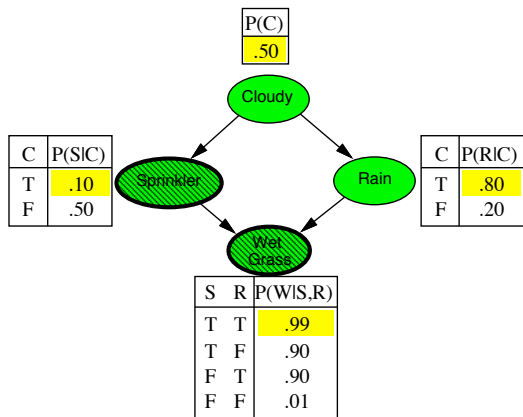 P(C)
.50
Cloudy
C P(S|C)
T .10
F .50
Sprinkler
Rain
C P(R|C)
T .80
F .20
Wet
Grass
S R P(W|S,R)
T T .99
T F .90
F T .90
F F .01